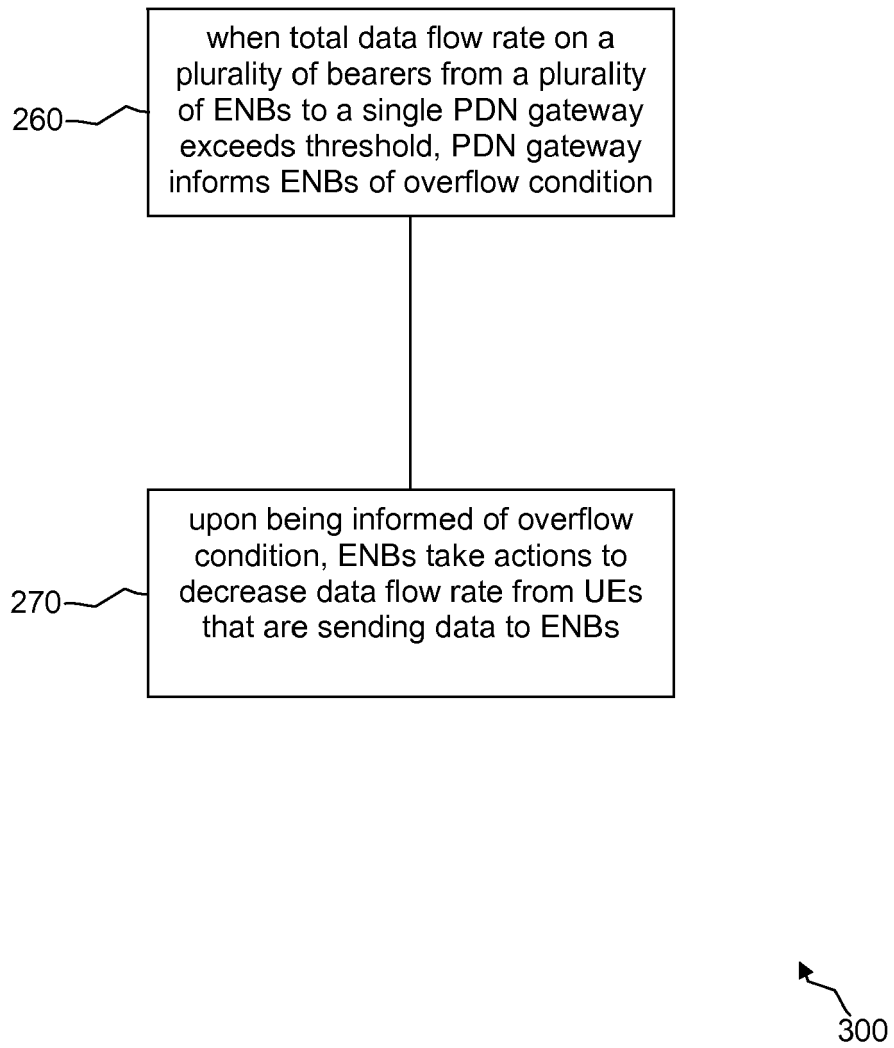 when total data flow rate on a
plurality of bearers from a plurality
of ENBs to a single PDN gateway
exceeds threshold, PDN gateway
informs ENBs of overflow condition
260
upon being informed of overflow
condition, ENBs take actions to
decrease data flow rate from UEs
that are sending data to ENBs
270
300